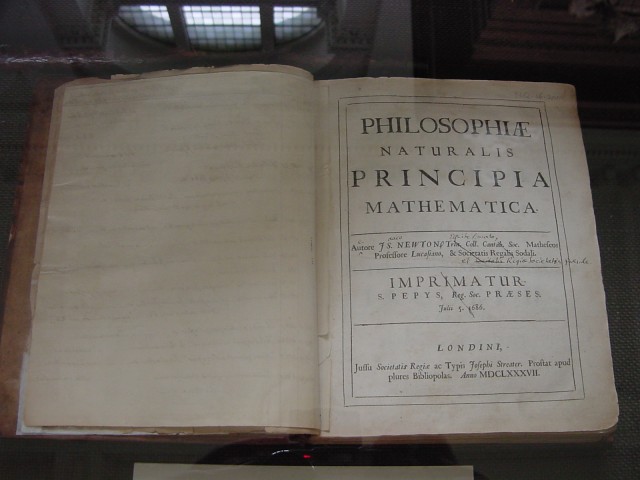 PHILOSOPHIÆ
NATURALIS
PRINCIPIA
MATHEMATICA.
Autore JS. NEWTON, Trin. Coll. Cantab. Soc. Matheseos
Professore Lucasiano, & Societatis Regalis Sodali.
IMPRIMATUR.
S. PEPYS, Reg. Soc. PRÆSES.
Julii 5. 1686.
LONDINI,
Jussu Societatis Regiæ ac Typis Josephi Streater. Prostat apud
plures Bibliopolas. Anno MDCLXXXVII.